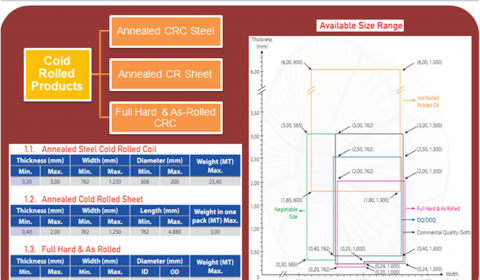 Annealed CRC Steel
Cold
Rolled
Products
Annealed CR Sheet
Full Hard & As-Rolled
CRC
1.1. Annealed Steel Cold Rolled Coil
Thickness (mm) Width (mm) Diameter (mm) Weight (MT)
Min. Max. Min. Max. Min. Max. Max.
0,20 3,00 762 1.250 508 200 23,40
1.2. Annealed Cold Rolled Sheet
Thickness (mm) Width (mm) Length (mm) Weight in one
Min. Max. Min. Max. Min. Max. pack (MT) Max.
0,40 2,00 762 1.250 762 4.880 3,00
1.3. Full Hard & As Rolled
Thickness (mm) Width (mm) Diameter (mm) Weight (MT)
Min. Max. Min. Max. ID OD Max.
Available Size Range
Thickness
(mm)
6,00
(6,00, 600) (6,00, 1.300)
Hot Rolled
Pickled Oil
(3,00, 565) (3,00, 762) (3,00, 1.300)
3,00
(2,50, 762) (2,50, 1.300)
2,50
(2,00, 762) (2,00, 1.300)
2,00
(1,80, 600) (1,80, 1.300)
1,50
Negotiable
Size
Full Hard & As Rolled
DQ/DDQ
1,00
Commercial Quality (Soft)
0,50
(0,40, 762) (0,25, 1.000) (0,40, 1.300)
(0,30, 565) (0,24, 1.000)
(0,20, 762)